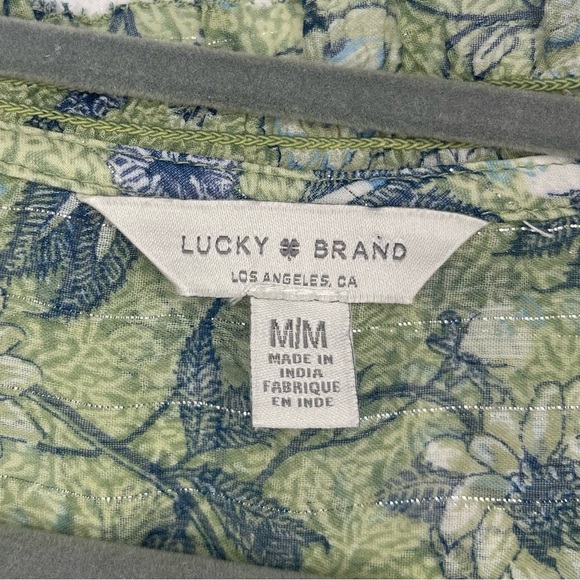 LUCKY BRAND
LOS ANGELES, CA
M/M
MADE IN
INDIA
FABRIQUE
EN INDE